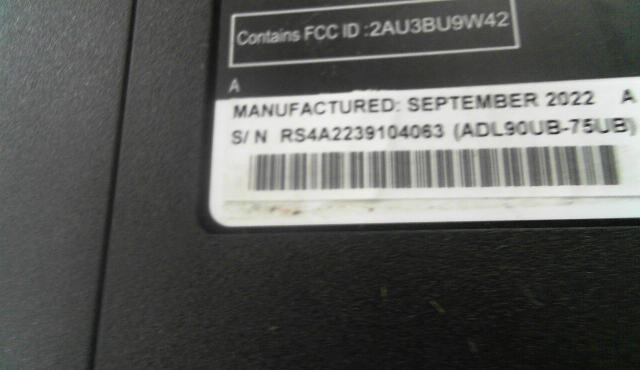 Contains FCC ID :2AU3BU9W42
A
MANUFACTURED: SEPTEMBER 2022 A
S/N RS4A2239104063 (ADL90UB-75UB)